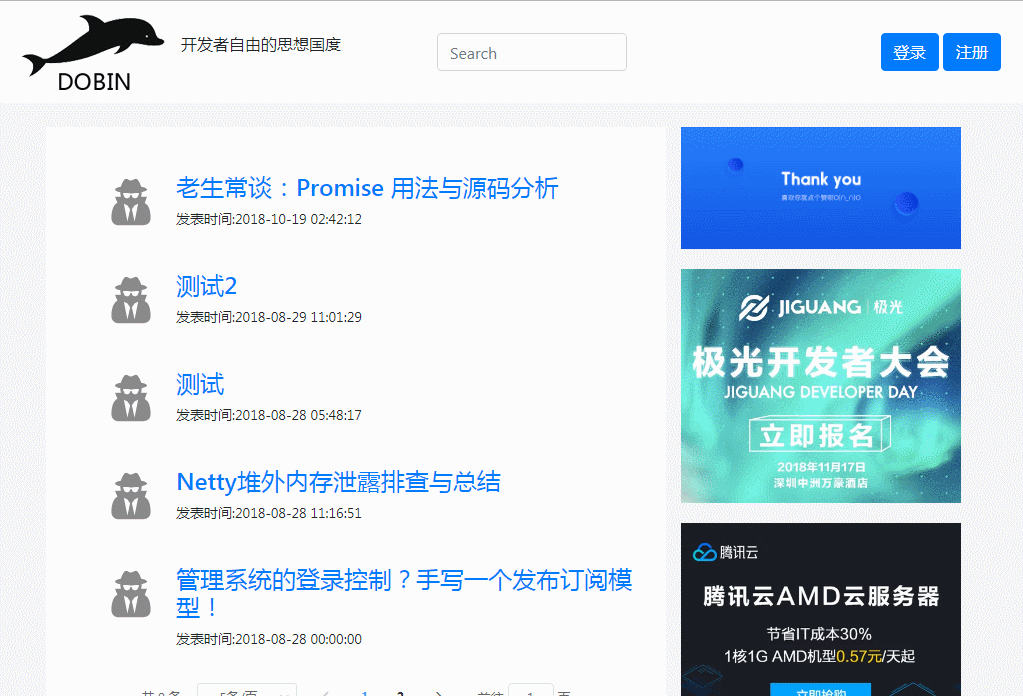 DOBIN
开发者自由的思想国度
Search
登录
注册
老生常谈：Promise 用法与源码分析
发表时间:2018-10-19 02:42:12
测试2
发表时间:2018-08-29 11:01:29
测试
发表时间:2018-08-28 05:48:17
Netty堆外内存泄露排查与总结
发表时间:2018-08-28 11:16:51
管理系统的登录控制？手写一个发布订阅模
型！
发表时间:2018-08-28 00:00:00
5条/页
1
2
前往
1
页
Thank you
JIGUANG | 极光
极光开发者大会
JIGUANG DEVELOPER DAY
立即报名
2018年11月17日
深圳中洲万豪酒店
腾讯云
腾讯云AMD云服务器
节省IT成本30%
1核1G AMD机型0.57元/天起
立即抢购